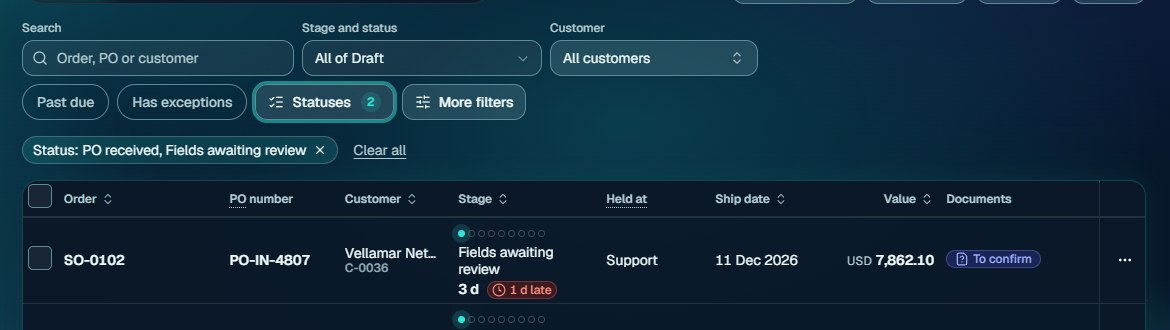 Search
Stage and status
Customer
Order, PO or customer
All of Draft
All customers
Past due
Has exceptions
Statuses 2
More filters
Status: PO received, Fields awaiting review ×
Clear all
Order
PO number
Customer
Stage
Held at
Ship date
Value
Documents
SO-0102
PO-IN-4807
Vellamar Net...
C-0036
Fields awaiting
review
3 d
1 d late
Support
11 Dec 2026
USD 7,862.10
To confirm